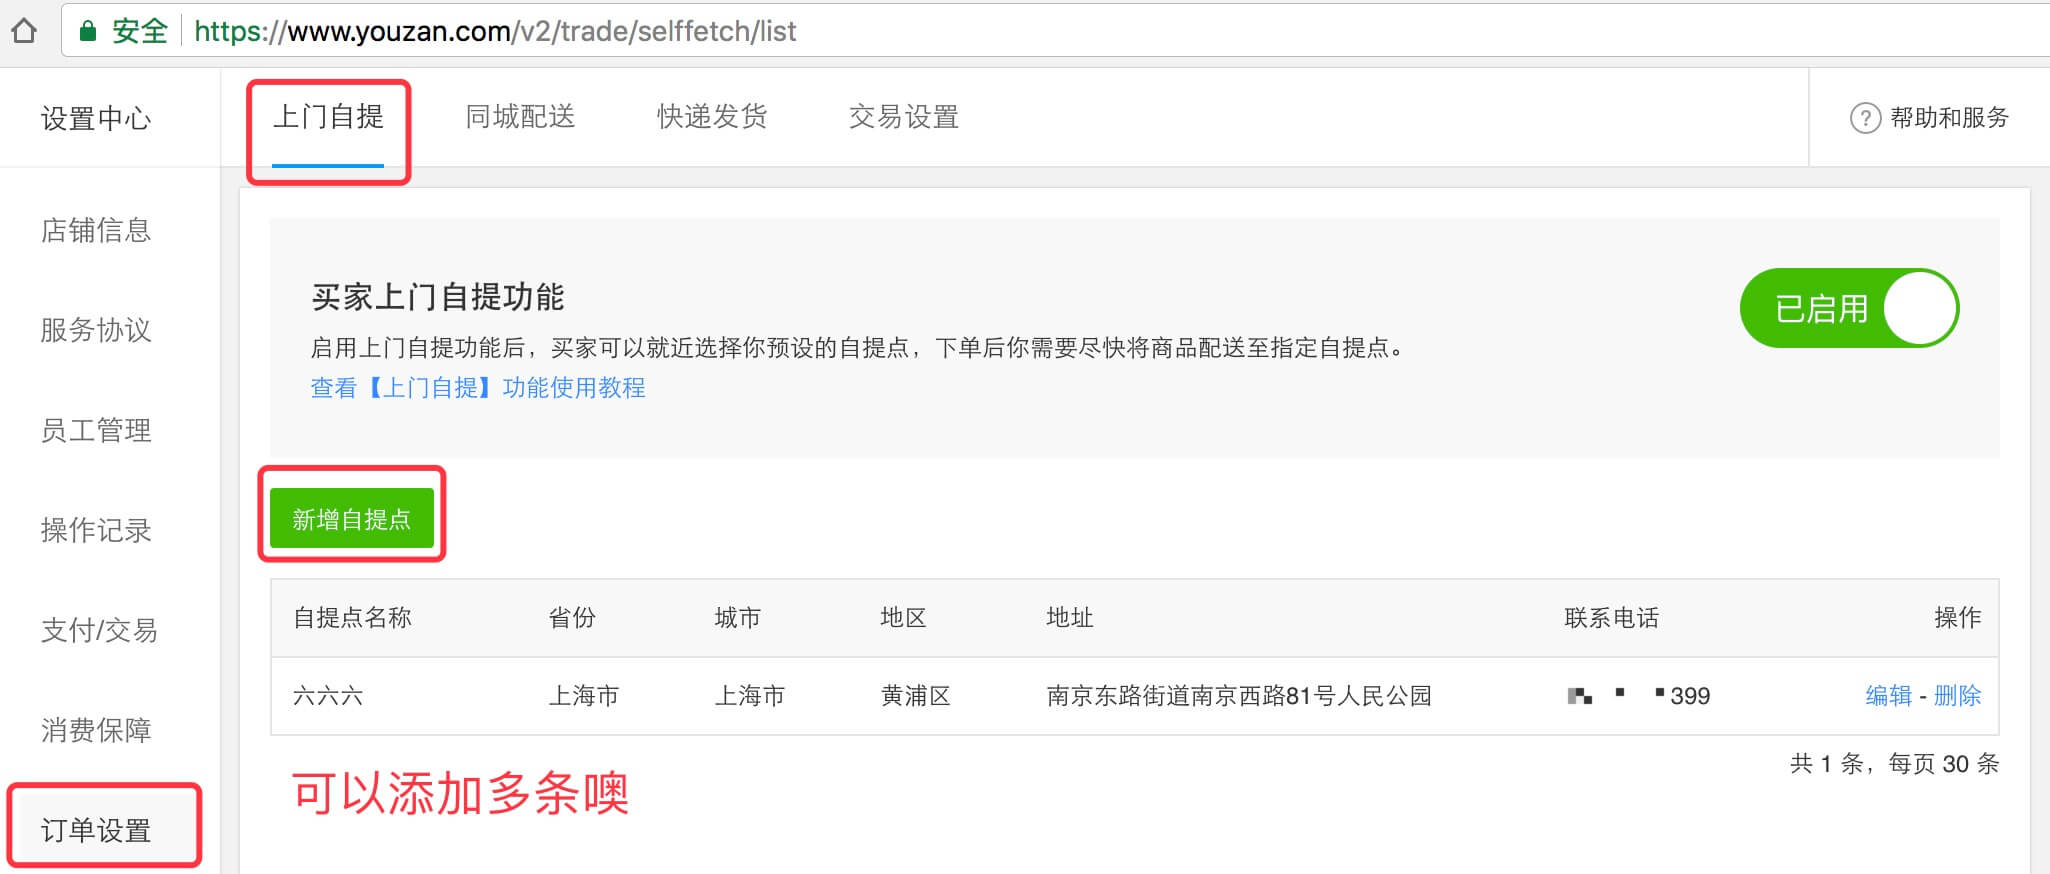 安全 https://www.youzan.com/v2/trade/selffetch/list
设置中心
上门自提 同城配送 快递发货 交易设置
? 帮助和服务
店铺信息
服务协议
员工管理
操作记录
支付/交易
消费保障
订单设置
买家上门自提功能
启用上门自提功能后，买家可以就近选择你预设的自提点，下单后你需要尽快将商品配送至指定自提点。
查看【上门自提】功能使用教程
已启用
新增自提点
自提点名称 省份 城市 地区 地址 联系电话 操作
六六六 上海市 上海市 黄浦区 南京东路街道南京西路81号人民公园 399 编辑 - 删除
共 1 条，每页 30 条
可以添加多条噢